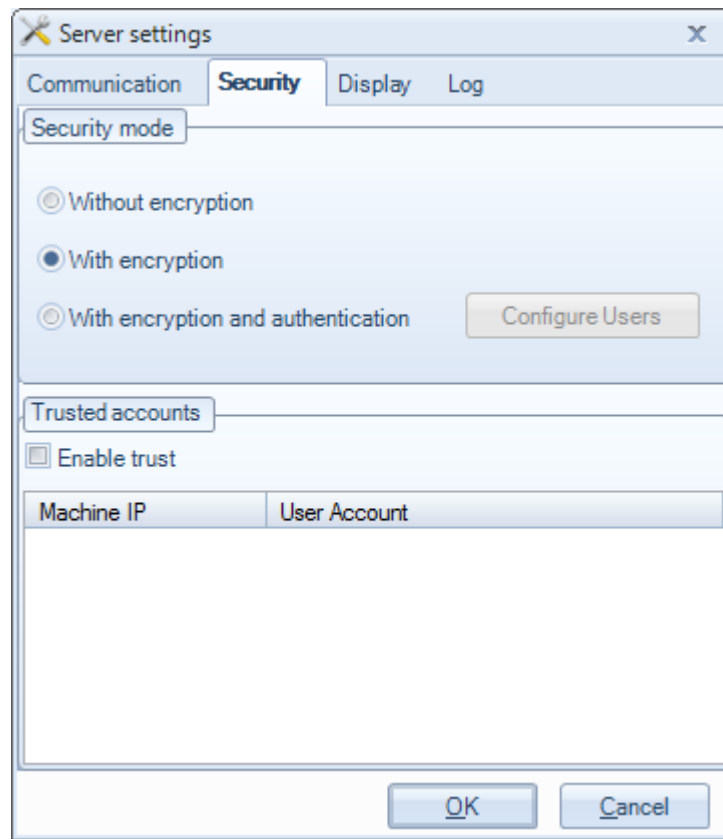 Server settings
Communication Security Display Log
Security mode
Without encryption
With encryption
With encryption and authentication Configure Users
Trusted accounts
Enable trust
Machine IP User Account
OK Cancel